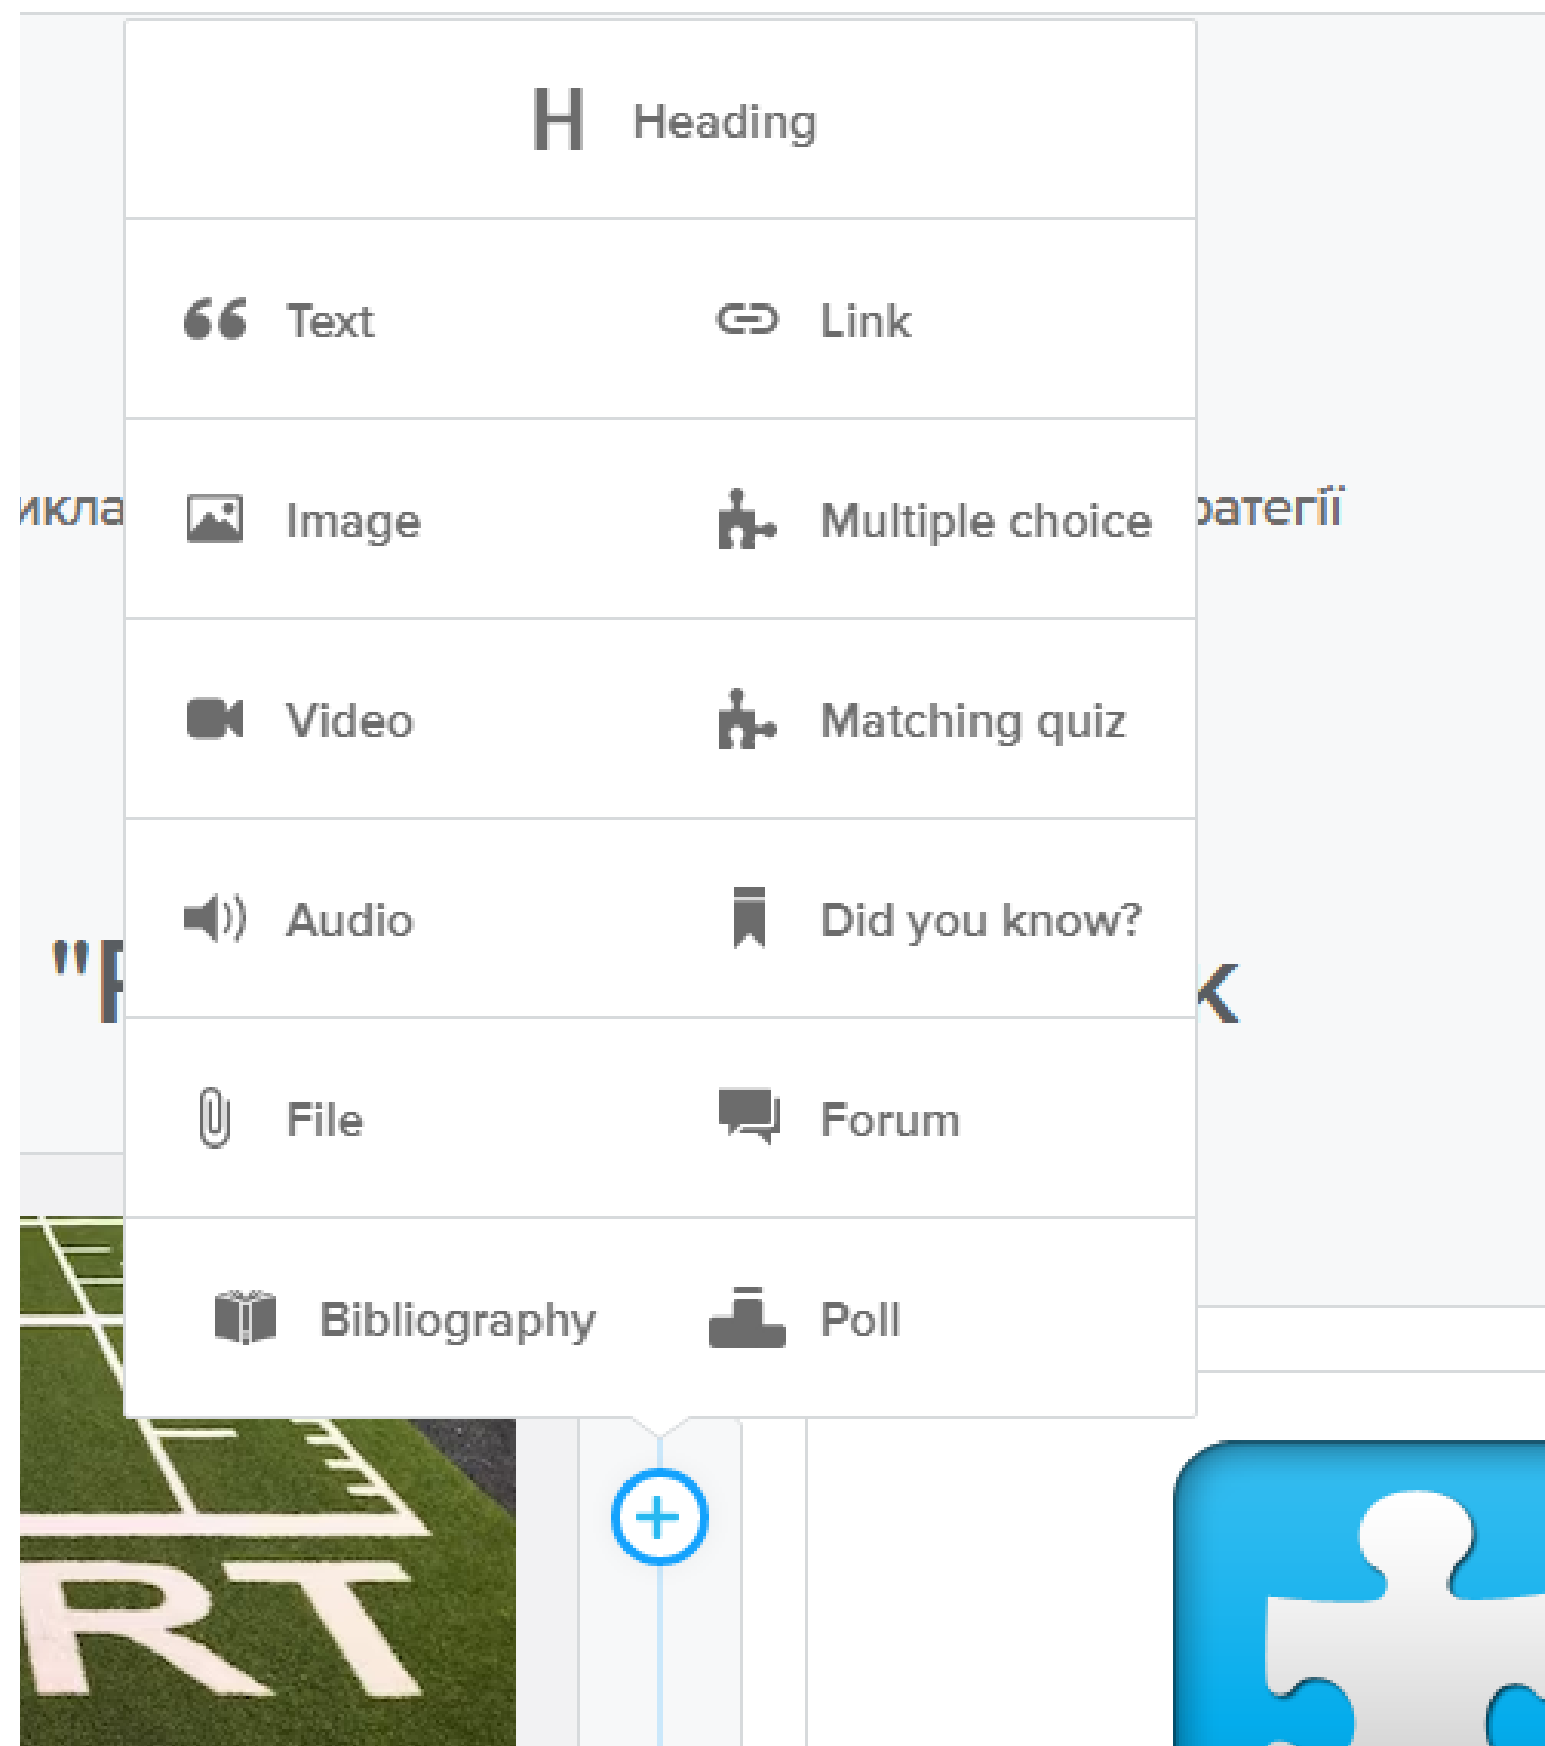 H Heading
Text Link
Image Multiple choice
Video Matching quiz
Audio Did you know?
File Forum
Bibliography Poll